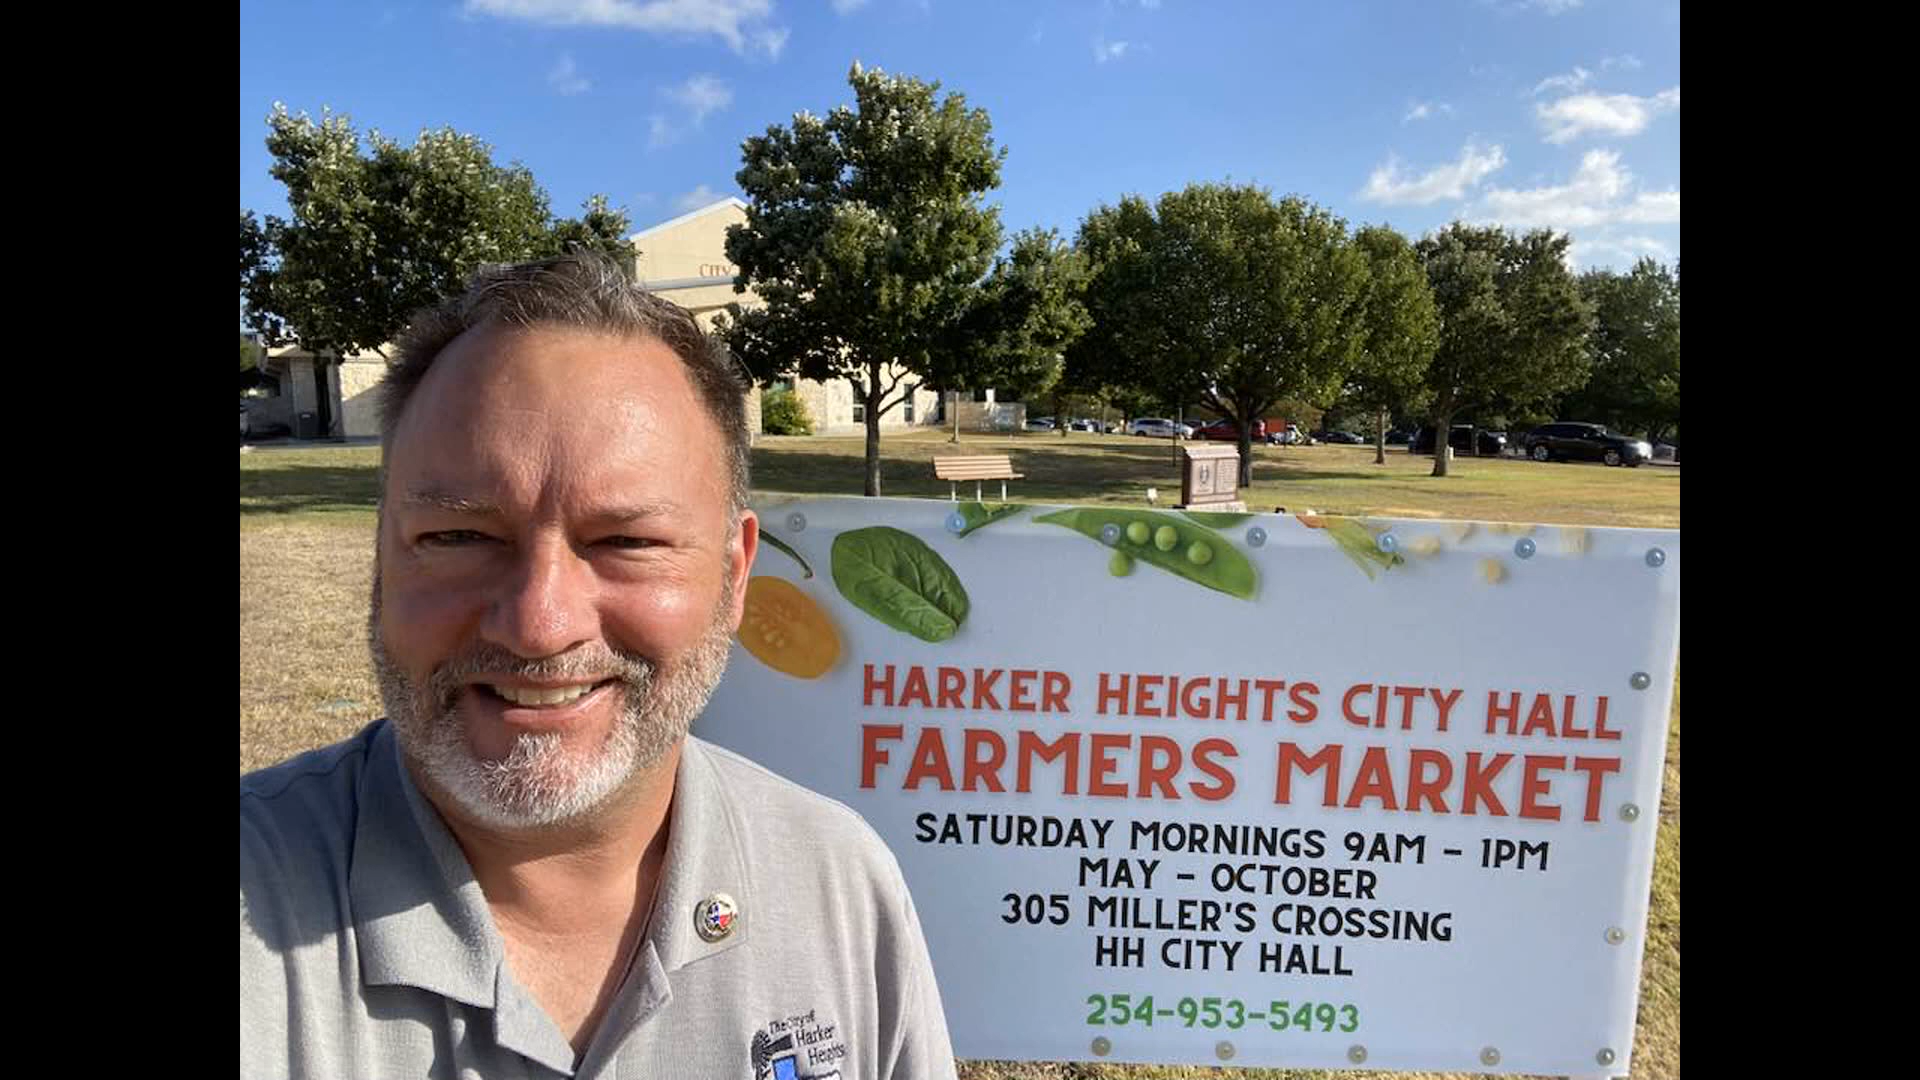 CITY
HARKER HEIGHTS CITY HALL
FARMERS MARKET
SATURDAY MORNINGS 9AM - 1PM
MAY - OCTOBER
305 MILLER'S CROSSING
HH CITY HALL
254-953-5493
The City of
Harker
Heights